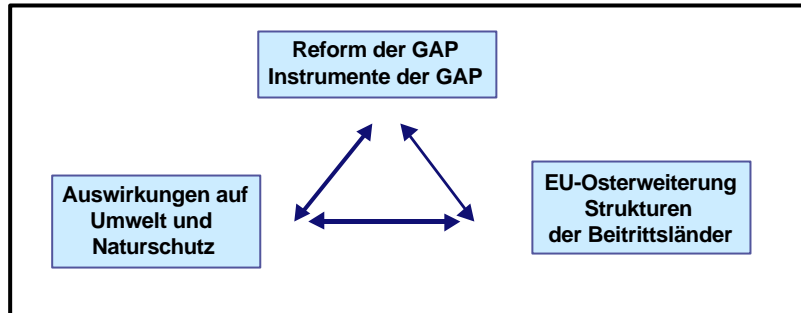 Reform der GAP
Instrumente der GAP
Auswirkungen auf
Umwelt und
Naturschutz
EU-Osterweiterung
Strukturen
der Beitrittsländer